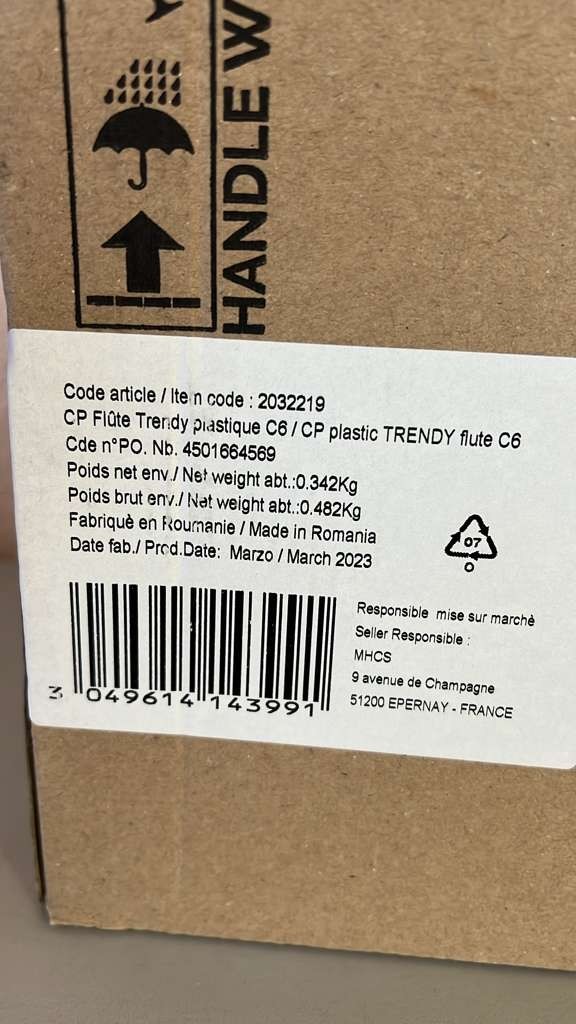 HANDLE W
Code article / Item code : 2032219
CP Flûte Trendy plastique C6 / CP plastic TRENDY flute C6
Cde n°PO. Nb. 4501664569
Poids net env./ Net weight abt.:0.342Kg
Poids brut env./ Nat weight abt.:0.482Kg
Fabriquè en Roumanie / Made in Romania
Date fab./ Prod.Date: Marzo / March 2023
07
O
Responsible mise sur marchè
Seller Responsible :
MHCS
9 avenue de Champagne
51200 EPERNAY - FRANCE
3 049614 143991